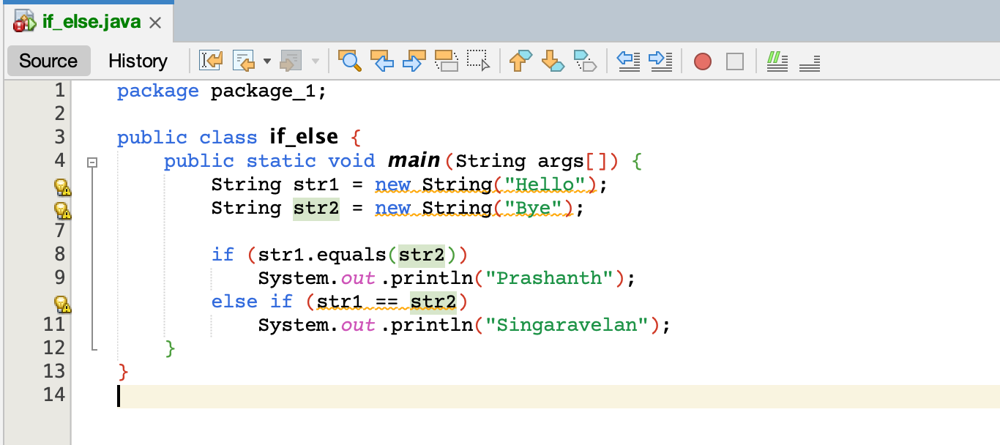 if_else.java
Source History
1 package package_1;
2
3 public class if_else {
4 public static void main(String args[]) {
String str1 = new String("Hello");
String str2 = new String("Bye");
7
8 if (str1.equals(str2))
9 System.out.println("Prashanth");
else if (str1 == str2)
11 System.out.println("Singaravelan");
12 }
13 }
14